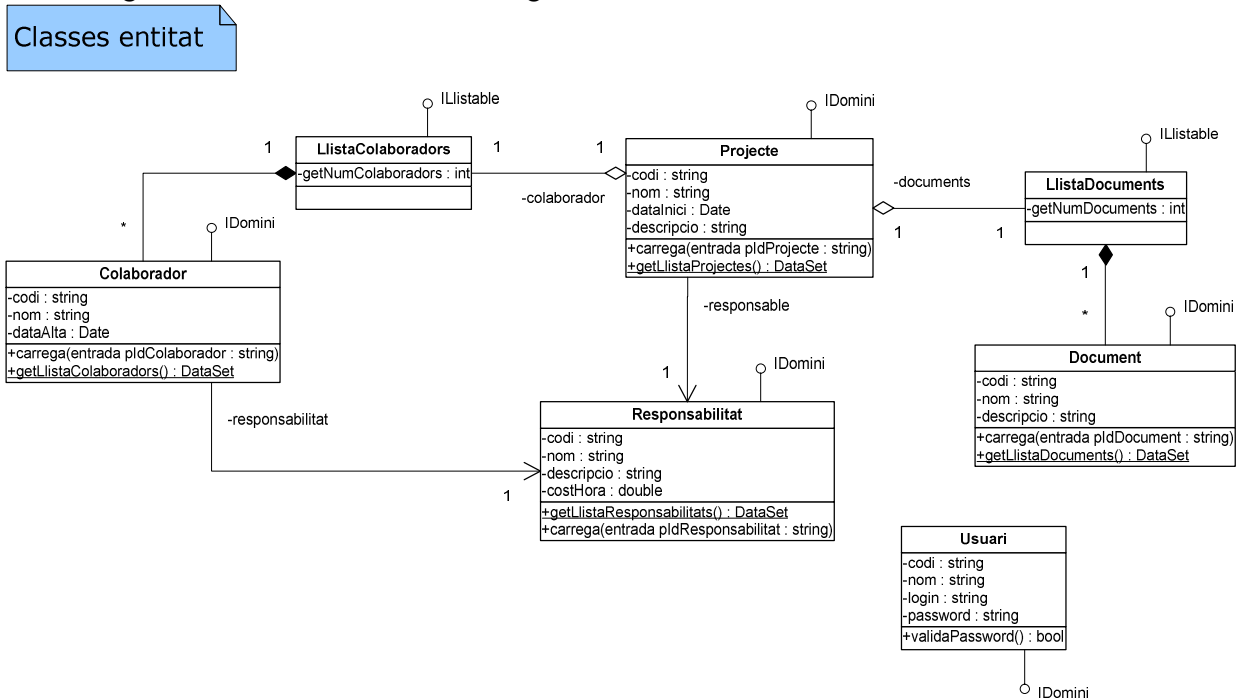 Classes entitat
ILlistable
IDomini
ILlistable
1
LlistaColaboradors
-getNumColaboradors : int
1
-colaborador
1
Projecte
-codi : string
-nom : string
-dataInici : Date
-descripcio : string
+carrega(entrada pIdProjecte : string)
+getLlistaProjectes() : DataSet
-documents
1
1
LlistaDocuments
-getNumDocuments : int
1
*
IDomini
*
IDomini
Colaborador
-codi : string
-nom : string
-dataAlta : Date
+carrega(entrada pIdColaborador : string)
+getLlistaColaboradors() : DataSet
-responsable
1
IDomini
-responsabilitat
1
Responsabilitat
-codi : string
-nom : string
-descripcio : string
-costHora : double
+getLlistaResponsabilitats() : DataSet
+carrega(entrada pIdResponsabilitat : string)
Document
-codi : string
-nom : string
-descripcio : string
+carrega(entrada pIdDocument : string)
+getLlistaDocuments() : DataSet
Usuari
-codi : string
-nom : string
-login : string
-password : string
+validaPassword() : bool
IDomini